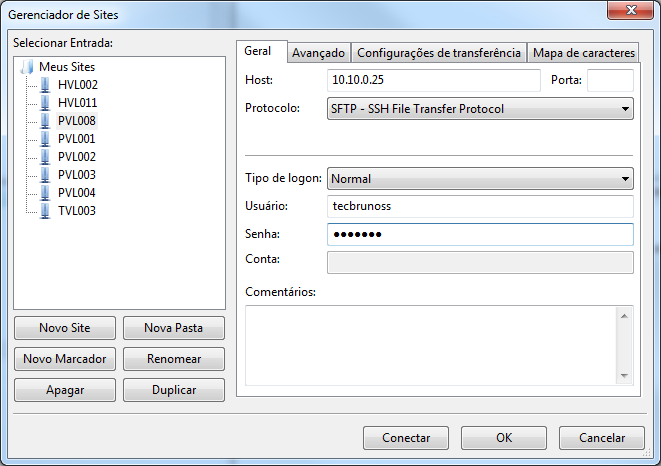 Gerenciador de Sites
Selecionar Entrada:
Meus Sites
HVL002
HVL011
PVL008
PVL001
PVL002
PVL003
PVL004
TVL003
Novo Site
Nova Pasta
Novo Marcador
Renomear
Apagar
Duplicar
Geral
Avançado
Configurações de transferência
Mapa de caracteres
Host:
10.10.0.25
Porta:
Protocolo:
SFTP - SSH File Transfer Protocol
Tipo de logon:
Normal
Usuário:
tecbrunoss
Senha:
●●●●●●●
Conta:
Comentários:
Conectar
OK
Cancelar